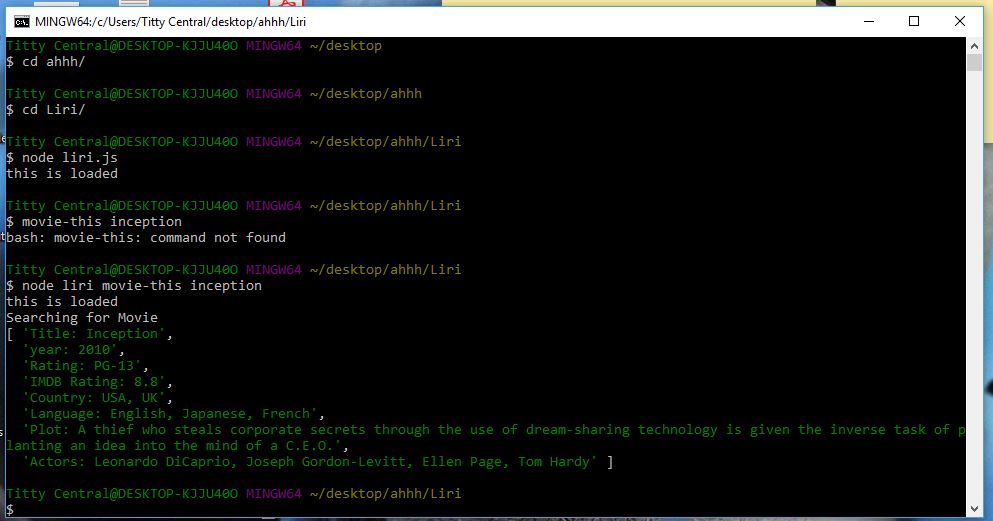 MINGW64:/c/Users/Titty Central/desktop/ahhh/Liri
Titty Central@DESKTOP-KJJU40O MINGW64 ~/desktop
$ cd ahhh/
Titty Central@DESKTOP-KJJU40O MINGW64 ~/desktop/ahhh
$ cd Liri/
Titty Central@DESKTOP-KJJU40O MINGW64 ~/desktop/ahhh/Liri
$ node liri.js
this is loaded
Titty Central@DESKTOP-KJJU40O MINGW64 ~/desktop/ahhh/Liri
$ movie-this inception
bash: movie-this: command not found
Titty Central@DESKTOP-KJJU40O MINGW64 ~/desktop/ahhh/Liri
$ node liri movie-this inception
this is loaded
Searching for Movie
[ 'Title: Inception',
'year: 2010',
'Rating: PG-13',
'IMDB Rating: 8.8',
'Country: USA, UK',
'Language: English, Japanese, French',
'Plot: A thief who steals corporate secrets through the use of dream-sharing technology is given the inverse task of p
lanting an idea into the mind of a C.E.O.',
'Actors: Leonardo DiCaprio, Joseph Gordon-Levitt, Ellen Page, Tom Hardy' ]
Titty Central@DESKTOP-KJJU40O MINGW64 ~/desktop/ahhh/Liri
$